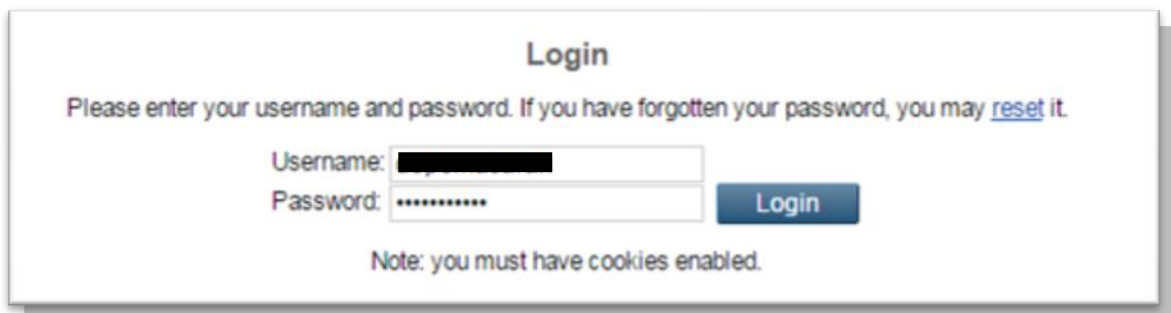 Login
Please enter your username and password. If you have forgotten your password, you may reset it.
Username:
Password: •••••••••••
Login
Note: you must have cookies enabled.